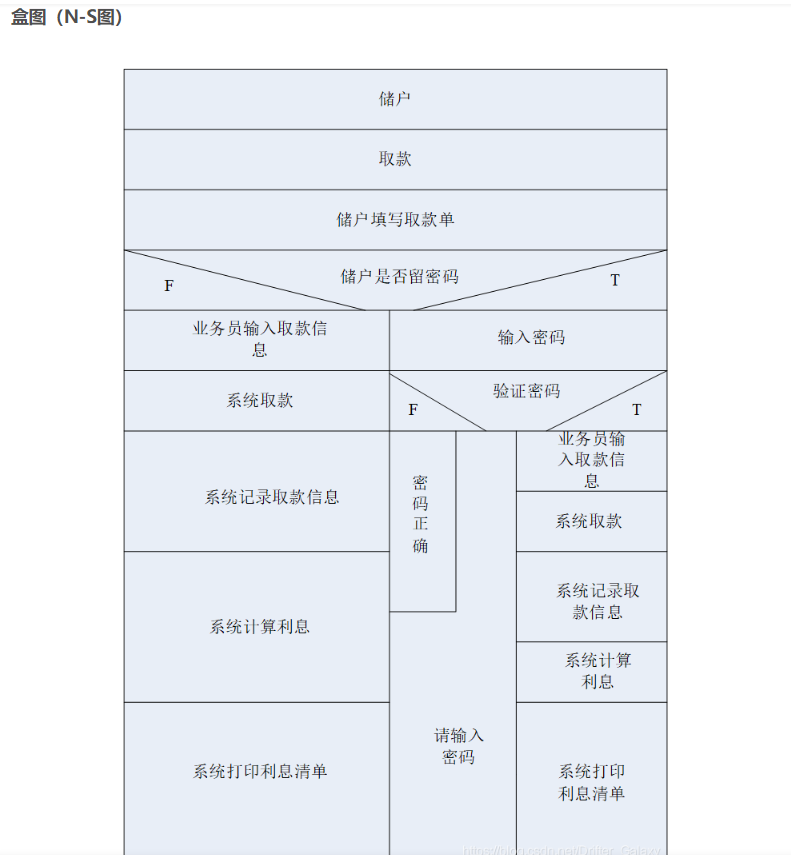 盒图（N-S图）
储户
取款
储户填写取款单
储户是否留密码
F
T
业务员输入取款信
息
输入密码
系统取款
验证密码
F
T
系统记录取款信息
密
码
正
确
业务员输
入取款信
息
系统取款
系统记录取
款信息
系统计算利息
系统计算
利息
系统打印利息清单
请输入
密码
系统打印
利息清单